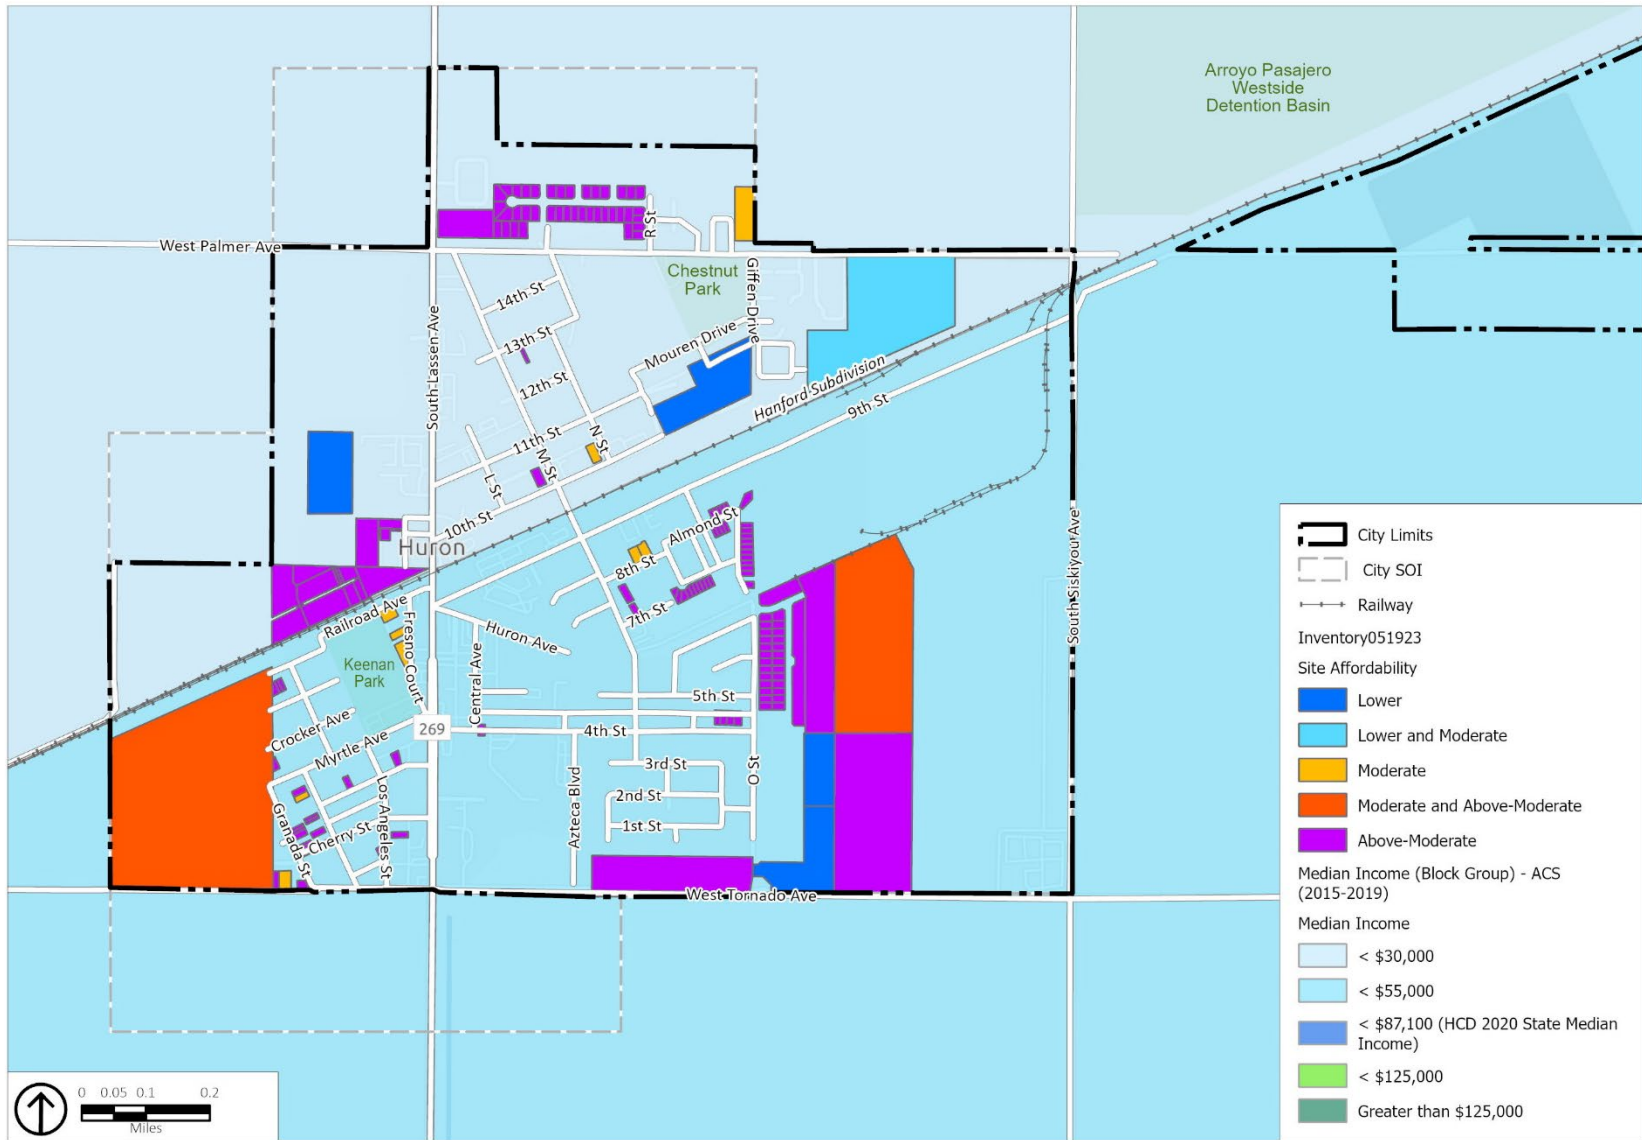 Arroyo Pasajero
Westside
Detention Basin
West Palmer Ave
R St
Chestnut
Park
Giffen Drive
14th St
13th St
12th St
11th St
10th St
South Lassen Ave
Mouren Drive
Hanford Subdivision
9th St
N St
M St
L St
Huron
Almond St
8th St
7th St
Railroad Ave
Fresno Court
Huron Ave
Keenan
Park
Central Ave
South Siskiyou Ave
5th St
4th St
269
Crocker Ave
Myrtle Ave
3rd St
2nd St
1st St
O St
Azteca Blvd
Los Angeles St
Granada St
Cherry St
West Tornado Ave
City Limits
City SOI
Railway
Inventory051923
Site Affordability
Lower
Lower and Moderate
Moderate
Moderate and Above-Moderate
Above-Moderate
Median Income (Block Group) - ACS
(2015-2019)
Median Income
< $30,000
< $55,000
< $87,100 (HCD 2020 State Median
Income)
< $125,000
Greater than $125,000
0 0.05 0.1 0.2
Miles